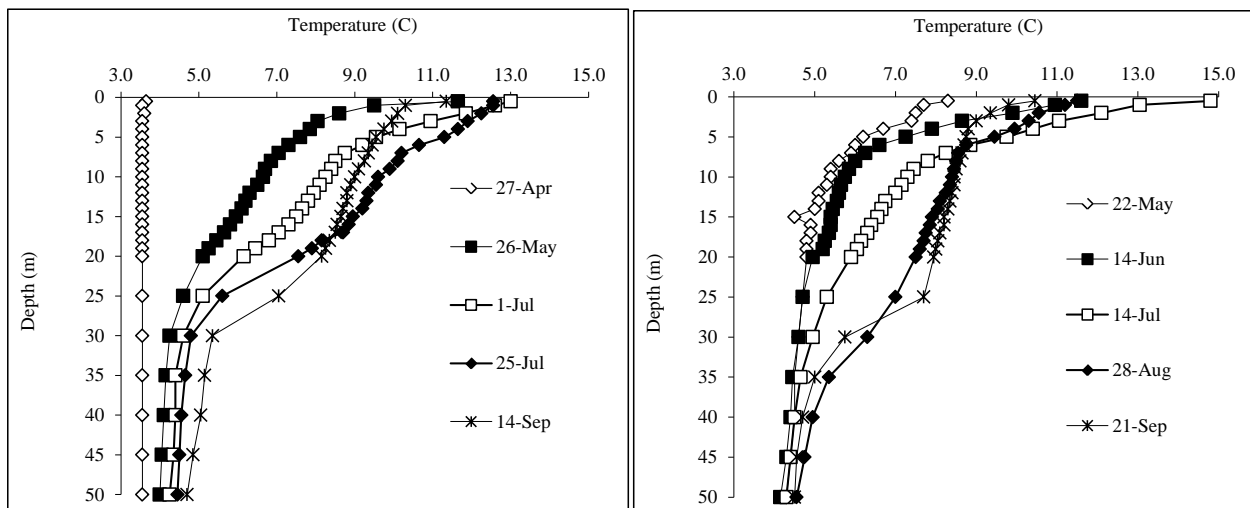 Temperature (C)
3.0 5.0 7.0 9.0 11.0 13.0 15.0
0
5
10
15
20
25
30
35
40
45
50
Depth (m)
27-Apr
26-May
1-Jul
25-Jul
14-Sep
Temperature (C)
3.0 5.0 7.0 9.0 11.0 13.0 15.0
0
5
10
15
20
25
30
35
40
45
50
Depth (m)
22-May
14-Jun
14-Jul
28-Aug
21-Sep